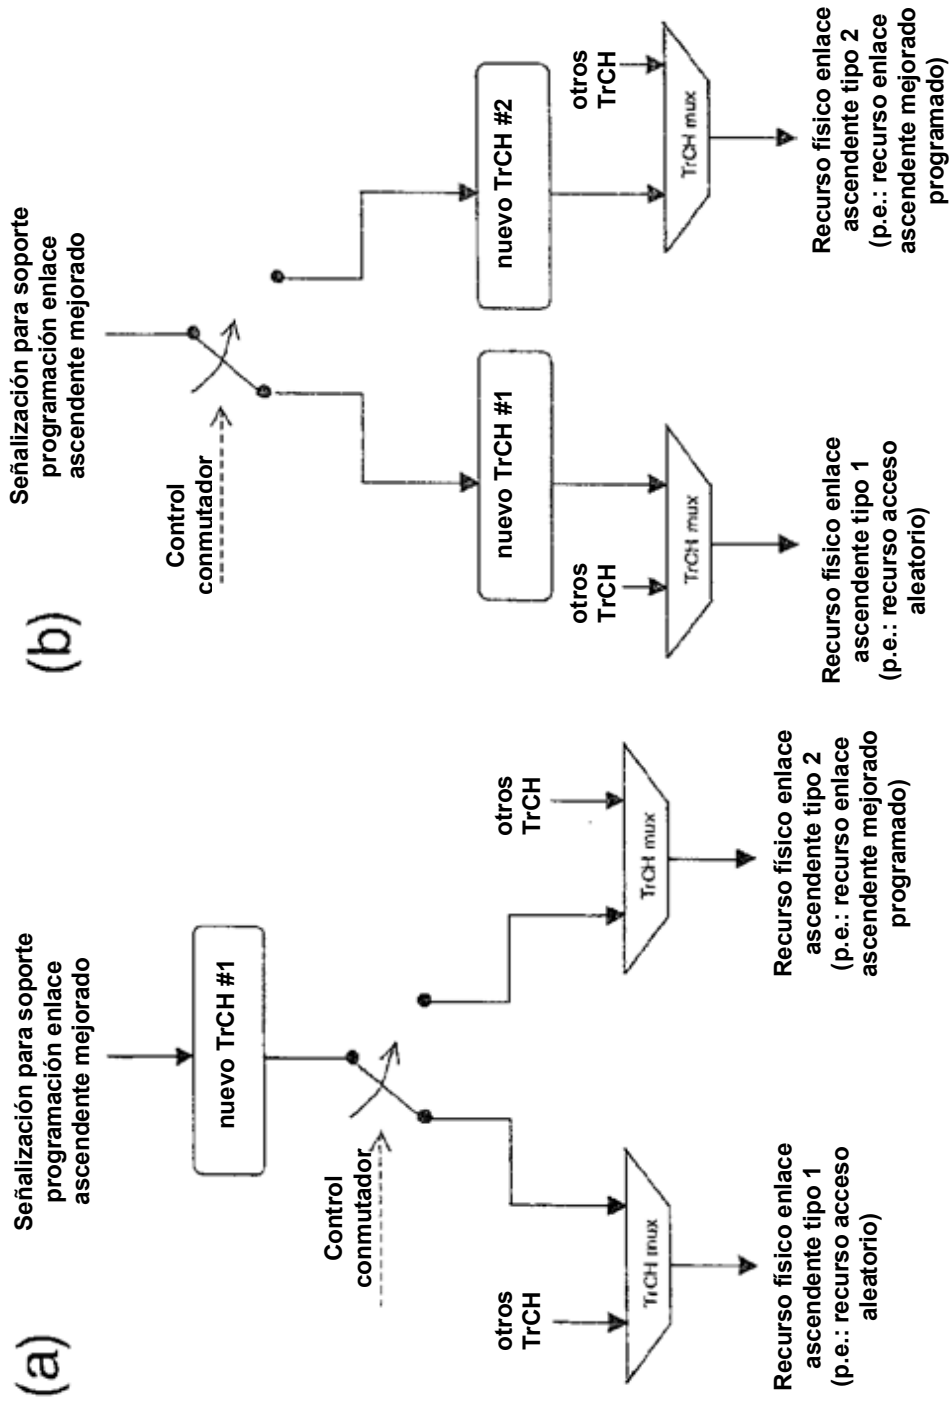 (a)
Señalización para soporte
programación enlace
ascendente mejorado
nuevo TrCH #1
Control
conmutador
otros
TrCH
otros
TrCH
TrCH mux
TrCH mux
Recurso físico enlace
ascendente tipo 1
(p.e.: recurso acceso
aleatorio)
Recurso físico enlace
ascendente tipo 2
(p.e.: recurso enlace
ascendente mejorado
programado)
(b)
Señalización para soporte
programación enlace
ascendente mejorado
Control
conmutador
nuevo TrCH #1
nuevo TrCH #2
otros
TrCH
otros
TrCH
TrCH mux
TrCH mux
Recurso físico enlace
ascendente tipo 1
(p.e.: recurso acceso
aleatorio)
Recurso físico enlace
ascendente tipo 2
(p.e.: recurso enlace
ascendente mejorado
programado)